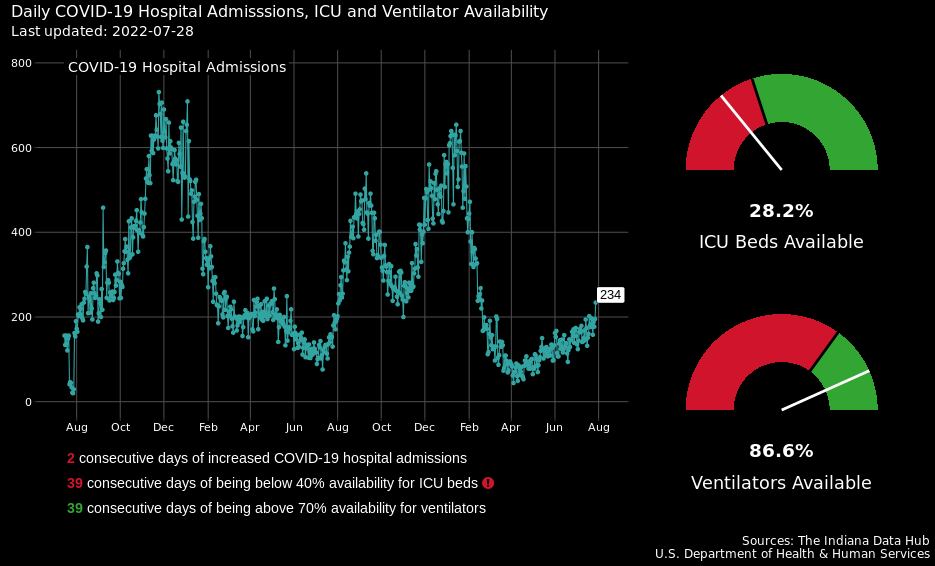 Daily COVID-19 Hospital Admisssions, ICU and Ventilator Availability
Last updated: 2022-07-28
COVID-19 Hospital Admissions
800
600
400
200
0
Aug Oct Dec Feb Apr Jun Aug Oct Dec Feb Apr Jun Aug
234
28.2%
ICU Beds Available
86.6%
Ventilators Available
2 consecutive days of increased COVID-19 hospital admissions
39 consecutive days of being below 40% availability for ICU beds !
39 consecutive days of being above 70% availability for ventilators
Sources: The Indiana Data Hub
U.S. Department of Health & Human Services